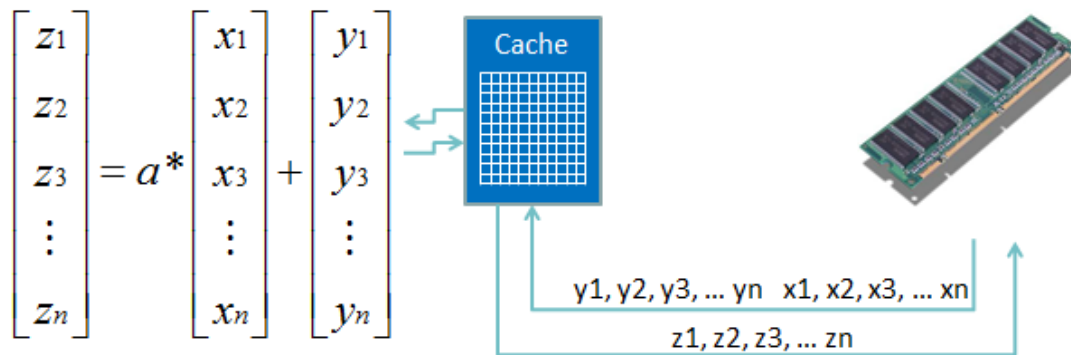 z1 x1 y1
z2 x2 y2
z3 = a* x3 + y3
⋮ ⋮ ⋮
zn xn yn
Cache
y1, y2, y3, ... yn x1, x2, x3, ... xn
z1, z2, z3, ... zn